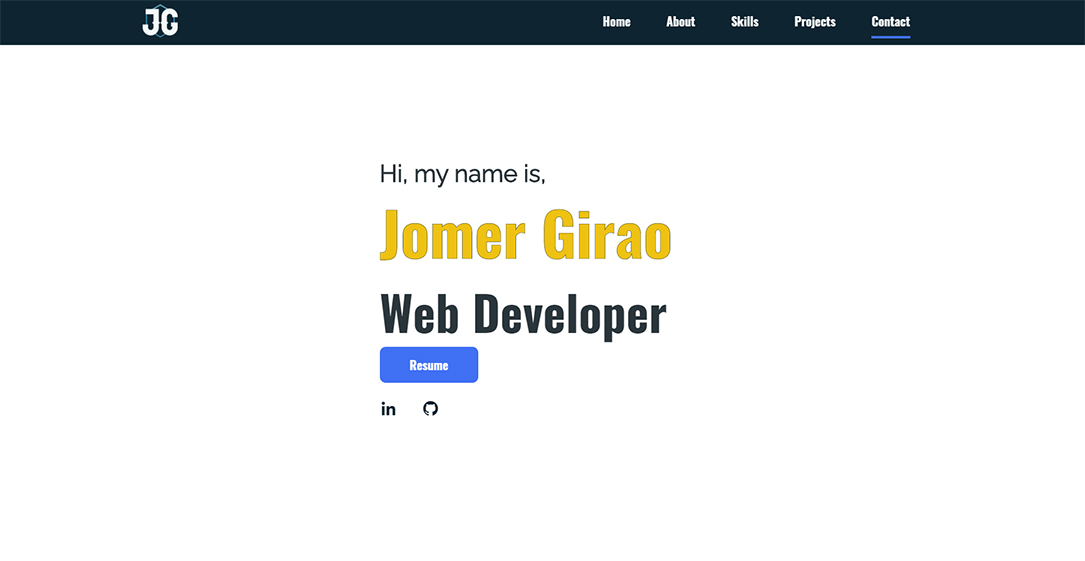 JG
Home About Skills Projects Contact
Hi, my name is,
Jomer Girao
Web Developer
Resume
in